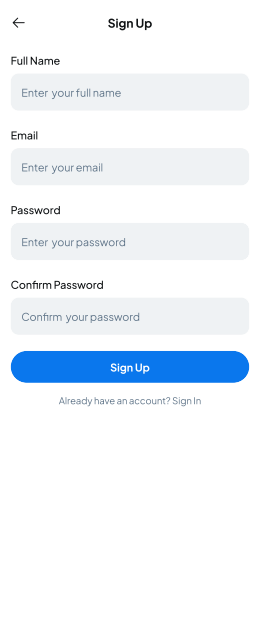 Sign Up
Full Name
Enter your full name
Email
Enter your email
Password
Enter your password
Confirm Password
Confirm your password
Sign Up
Already have an account? Sign In